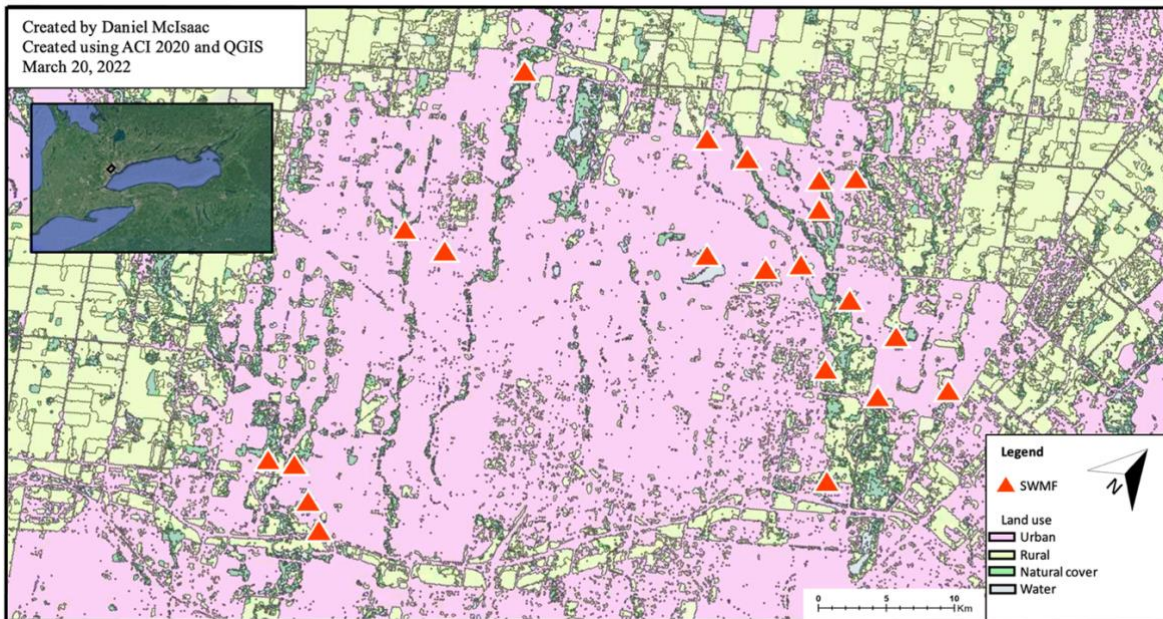 Created by Daniel McIsaac
Created using ACI 2020 and QGIS
March 20, 2022
Legend
SWMF
Land use
Urban
Rural
Natural cover
Water
N
0 5 10
Km